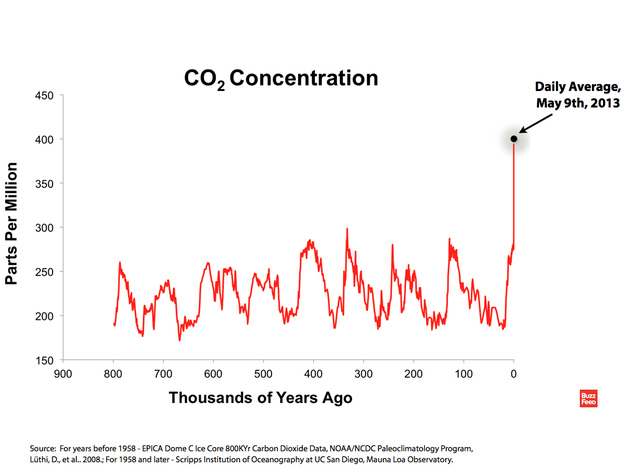 CO2 Concentration
Daily Average,
May 9th, 2013
Parts Per Million
450
400
350
300
250
200
150
900 800 700 600 500 400 300 200 100 0
Thousands of Years Ago
Buzz
Feed
Source: For years before 1958 - EPICA Dome C Ice Core 800KYr Carbon Dioxide Data, NOAA/NCDC Paleoclimatology Program,
Lüthi, D., et al.. 2008.; For 1958 and later - Scripps Institution of Oceanography at UC San Diego, Mauna Loa Observatory.